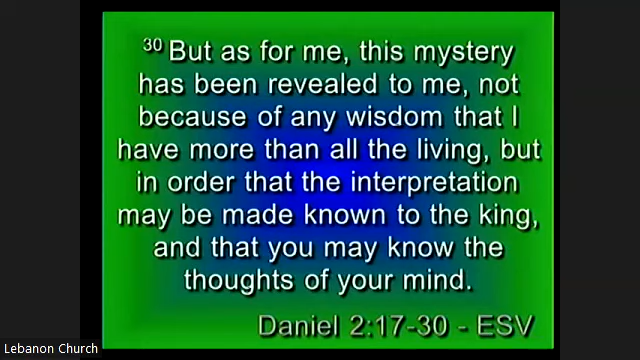 30 But as for me, this mystery
has been revealed to me, not
because of any wisdom that I
have more than all the living, but
in order that the interpretation
may be made known to the king,
and that you may know the
thoughts of your mind.
Daniel 2:17-30 - ESV
Lebanon Church